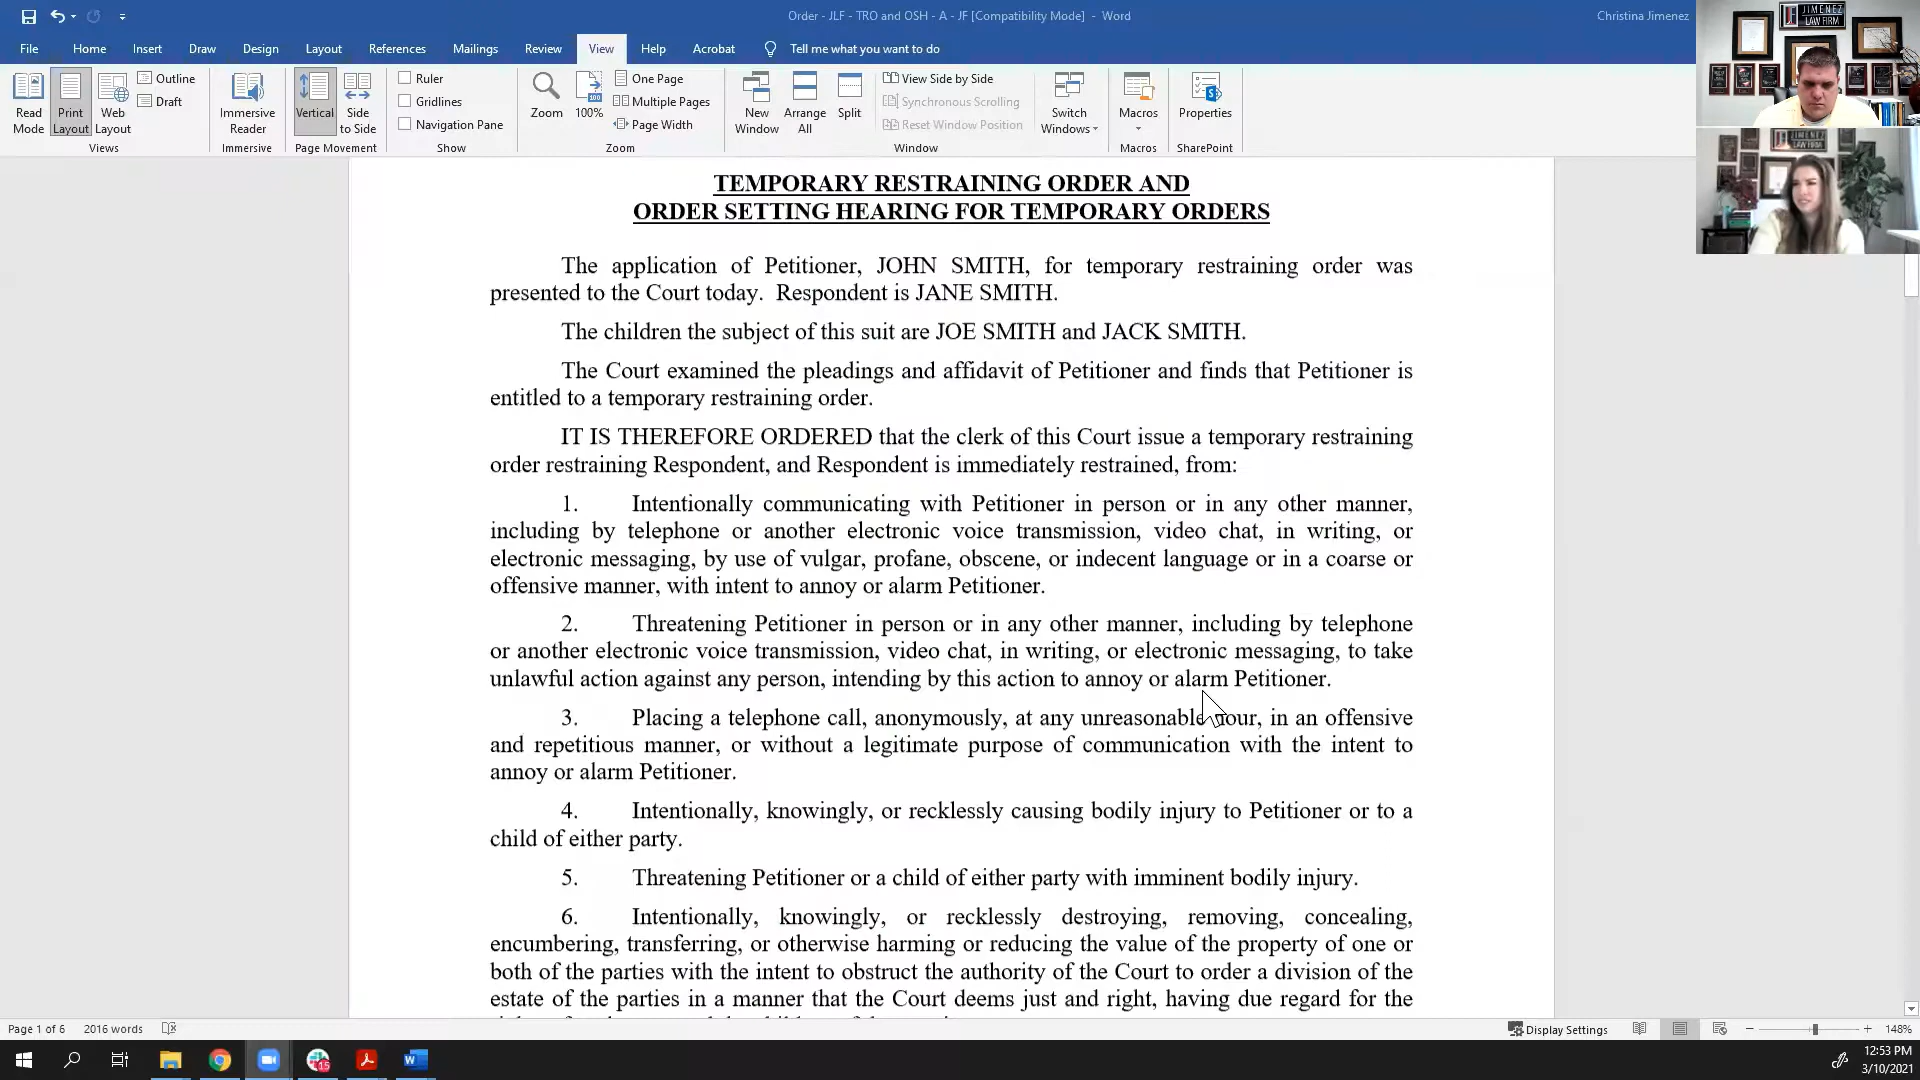 Order - JLF - TRO and OSH - A - JF [Compatibility Mode] - Word
Christina Jimenez
File Home Insert Draw Design Layout References Mailings Review View Help Acrobat Tell me what you want to do
Read Mode
Print Layout
Web Layout
Outline
Draft
Views
Immersive Reader
Immersive
Vertical
Side to Side
Page Movement
Ruler
Gridlines
Navigation Pane
Show
Zoom
100
100%
One Page
Multiple Pages
Page Width
Zoom
New Window
Arrange All
Split
View Side by Side
Synchronous Scrolling
Reset Window Position
Window
Switch Windows
Macros
Macros
Properties
SharePoint
JIMENEZ
LAW FIRM
JIMENEZ
LAW FIRM
TEMPORARY RESTRAINING ORDER AND
ORDER SETTING HEARING FOR TEMPORARY ORDERS
The application of Petitioner, JOHN SMITH, for temporary restraining order was
presented to the Court today. Respondent is JANE SMITH.
The children the subject of this suit are JOE SMITH and JACK SMITH.
The Court examined the pleadings and affidavit of Petitioner and finds that Petitioner is
entitled to a temporary restraining order.
IT IS THEREFORE ORDERED that the clerk of this Court issue a temporary restraining
order restraining Respondent, and Respondent is immediately restrained, from:
1. Intentionally communicating with Petitioner in person or in any other manner,
including by telephone or another electronic voice transmission, video chat, in writing, or
electronic messaging, by use of vulgar, profane, obscene, or indecent language or in a coarse or
offensive manner, with intent to annoy or alarm Petitioner.
2. Threatening Petitioner in person or in any other manner, including by telephone
or another electronic voice transmission, video chat, in writing, or electronic messaging, to take
unlawful action against any person, intending by this action to annoy or alarm Petitioner.
3. Placing a telephone call, anonymously, at any unreasonable hour, in an offensive
and repetitious manner, or without a legitimate purpose of communication with the intent to
annoy or alarm Petitioner.
4. Intentionally, knowingly, or recklessly causing bodily injury to Petitioner or to a
child of either party.
5. Threatening Petitioner or a child of either party with imminent bodily injury.
6. Intentionally, knowingly, or recklessly destroying, removing, concealing,
encumbering, transferring, or otherwise harming or reducing the value of the property of one or
both of the parties with the intent to obstruct the authority of the Court to order a division of the
estate of the parties in a manner that the Court deems just and right, having due regard for the
Page 1 of 6 2016 words
Display Settings
148%
15
12:53 PM
3/10/2021